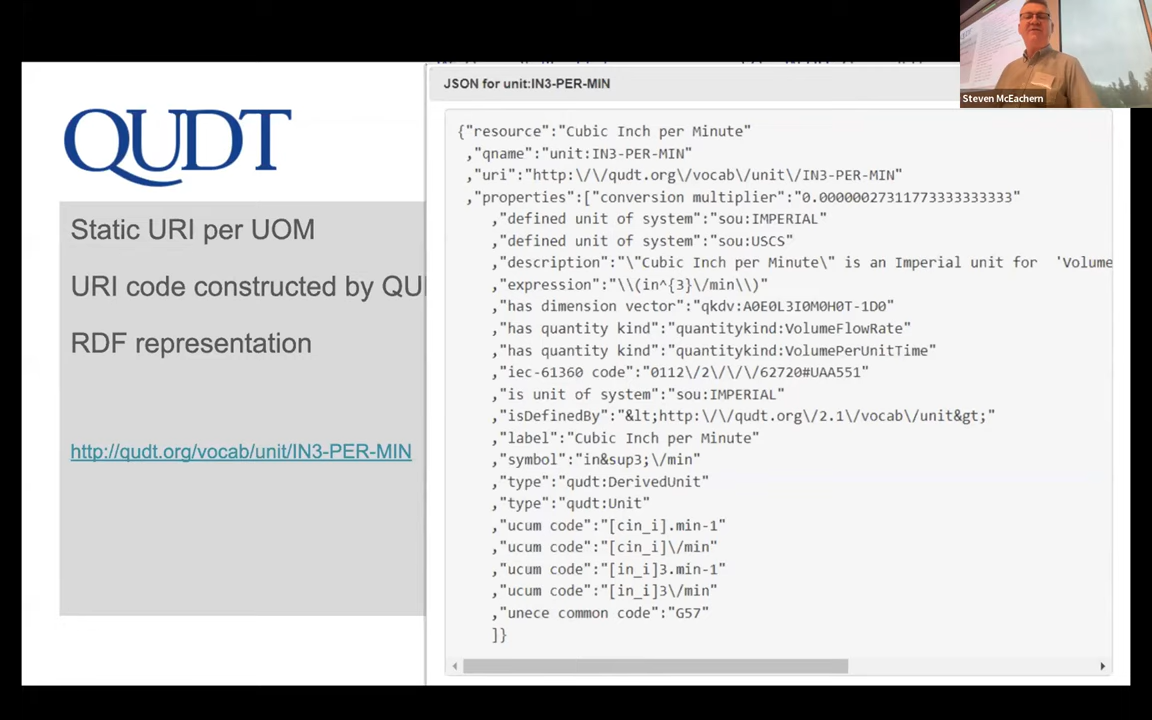 Steven McEachern
QUDT
Static URI per UOM
URI code constructed by QU
RDF representation
http://qudt.org/vocab/unit/IN3-PER-MIN
JSON for unit:IN3-PER-MIN
{"resource":"Cubic Inch per Minute"
,"qname":"unit:IN3-PER-MIN"
,"uri":"http:\/\/qudt.org\/vocab\/unit\/IN3-PER-MIN"
,"properties":["conversion multiplier":"0.00000027311773333333333"
,"defined unit of system":"sou:IMPERIAL"
,"defined unit of system":"sou:USCS"
,"description":"\"Cubic Inch per Minute\" is an Imperial unit for 'Volume
,"expression":"\\(in^{3}\/min\\)"
,"has dimension vector":"qkdv:A0E0L3I0M0H0T-1D0"
,"has quantity kind":"quantitykind:VolumeFlowRate"
,"has quantity kind":"quantitykind:VolumePerUnitTime"
,"iec-61360 code":"0112\/2\/\/\/62720#UAA551"
,"is unit of system":"sou:IMPERIAL"
,"isDefinedBy":"&lt;http:\/\/qudt.org\/2.1\/vocab\/unit&gt;"
,"label":"Cubic Inch per Minute"
,"symbol":"in&sup3;\/min"
,"type":"qudt:DerivedUnit"
,"type":"qudt:Unit"
,"ucum code":"[cin_i].min-1"
,"ucum code":"[cin_i]\/min"
,"ucum code":"[in_i]3.min-1"
,"ucum code":"[in_i]3\/min"
,"unece common code":"G57"
]}